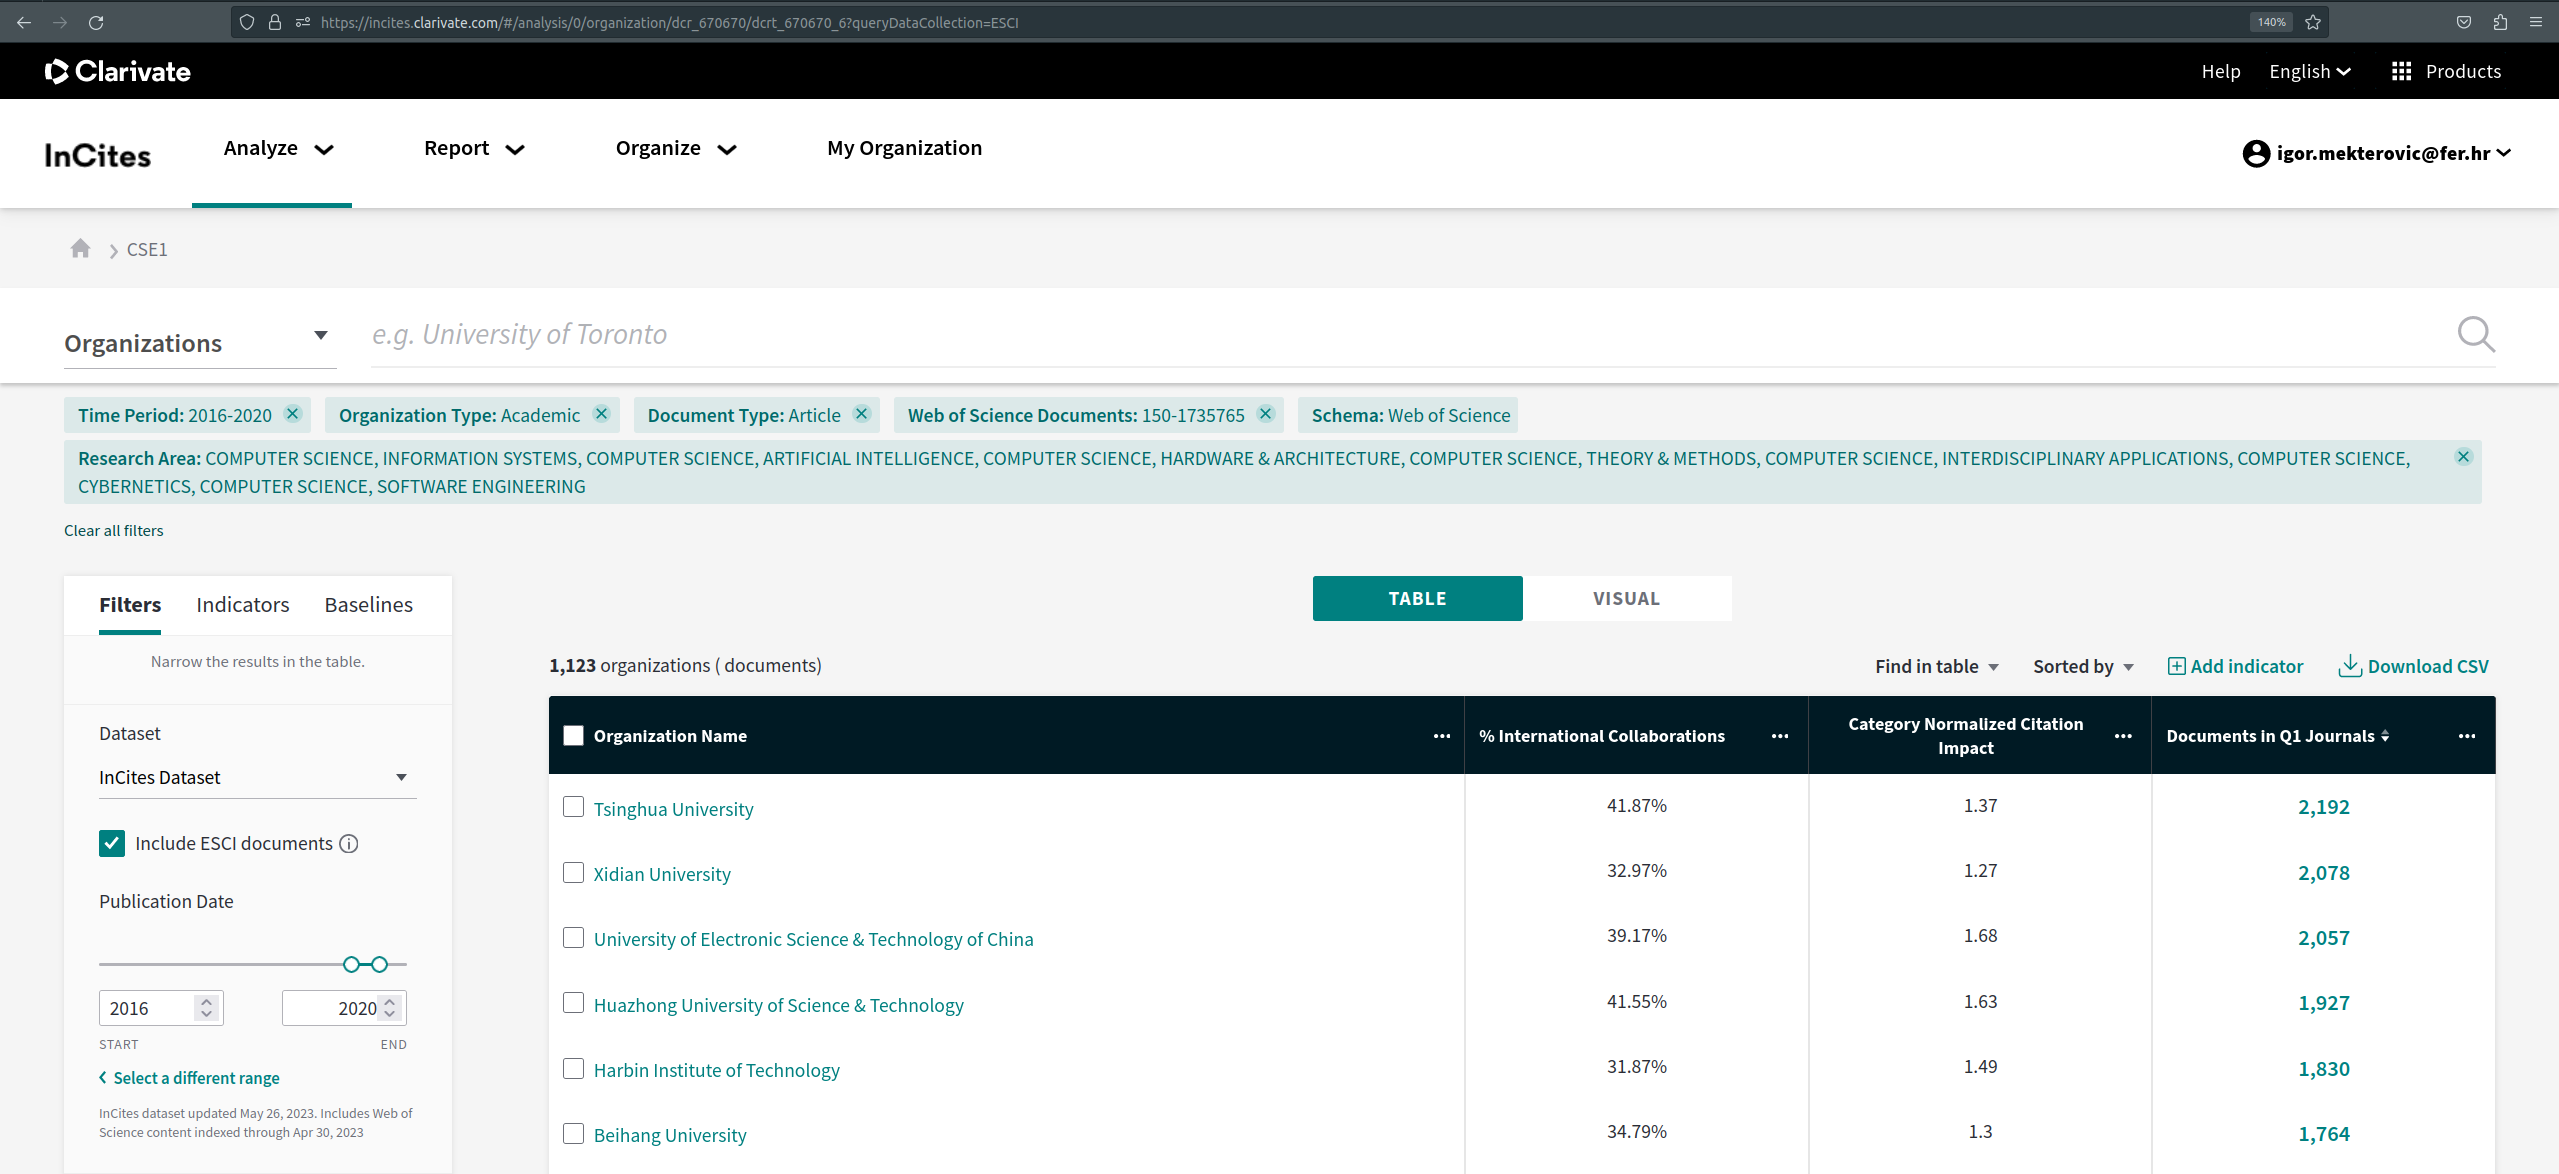 https://incites.clarivate.com/#/analysis/0/organization/dcr_670670/dcrt_670670_6?queryDataCollection=ESCI 140%
Clarivate Help English Products
InCites Analyze Report Organize My Organization igor.mekterovic@fer.hr
CSE1
Organizations e.g. University of Toronto
Time Period: 2016-2020 Organization Type: Academic Document Type: Article Web of Science Documents: 150-1735765 Schema: Web of Science
Research Area: COMPUTER SCIENCE, INFORMATION SYSTEMS, COMPUTER SCIENCE, ARTIFICIAL INTELLIGENCE, COMPUTER SCIENCE, HARDWARE & ARCHITECTURE, COMPUTER SCIENCE, THEORY & METHODS, COMPUTER SCIENCE, INTERDISCIPLINARY APPLICATIONS, COMPUTER SCIENCE,
CYBERNETICS, COMPUTER SCIENCE, SOFTWARE ENGINEERING
Clear all filters
Filters Indicators Baselines
Narrow the results in the table.
Dataset
InCites Dataset
Include ESCI documents
Publication Date
2016 2020
START END
Select a different range
InCites dataset updated May 26, 2023. Includes Web of
Science content indexed through Apr 30, 2023
TABLE VISUAL
1,123 organizations ( documents) Find in table Sorted by Add indicator Download CSV
Organization Name ... % International Collaborations ... Category Normalized Citation Impact ... Documents in Q1 Journals ...
Tsinghua University 41.87% 1.37 2,192
Xidian University 32.97% 1.27 2,078
University of Electronic Science & Technology of China 39.17% 1.68 2,057
Huazhong University of Science & Technology 41.55% 1.63 1,927
Harbin Institute of Technology 31.87% 1.49 1,830
Beihang University 34.79% 1.3 1,764